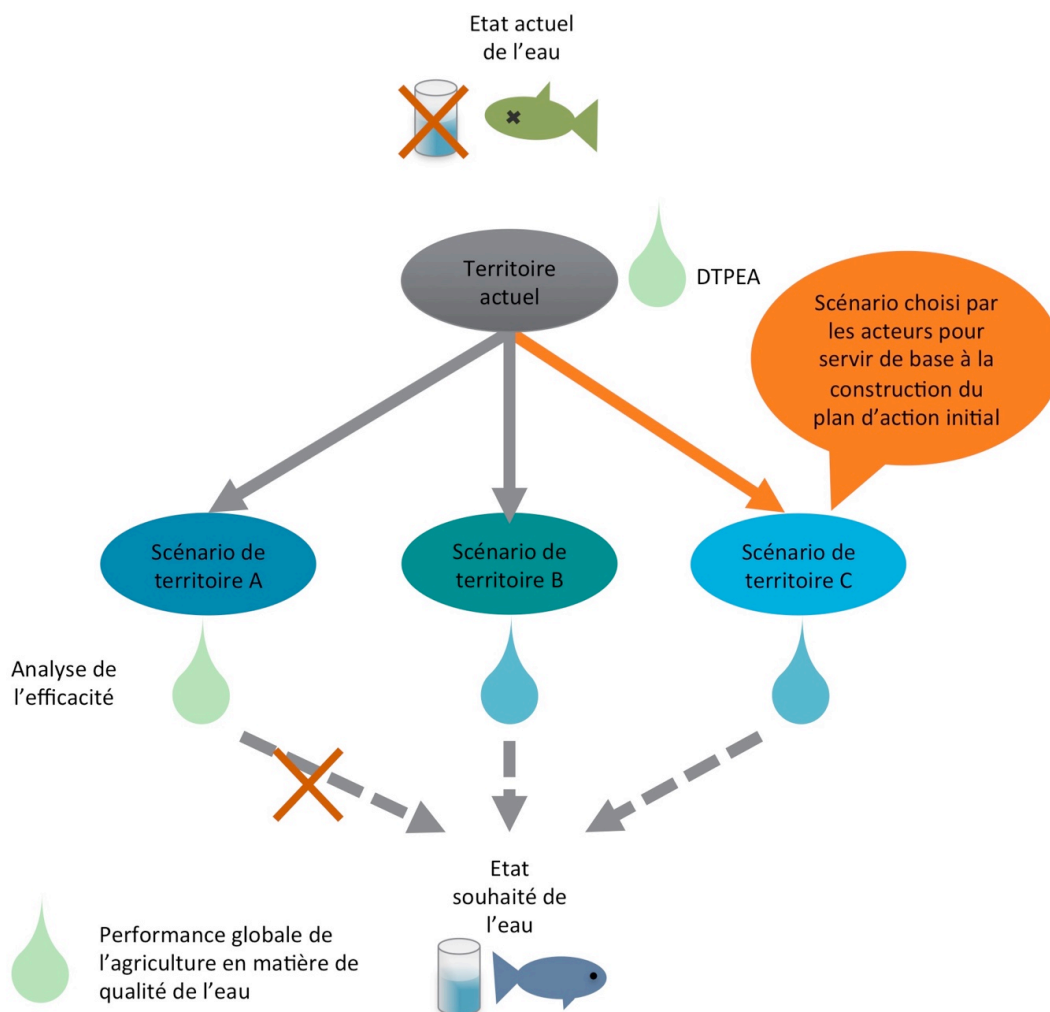 Etat actuel
de l’eau
Territoire
actuel
DTPEA
Scénario choisi par
les acteurs pour
servir de base à la
construction du
plan d’action initial
Scénario de
territoire A
Scénario de
territoire B
Scénario de
territoire C
Analyse de
l’efficacité
Etat
souhaité de
l’eau
Performance globale de
l’agriculture en matière de
qualité de l’eau